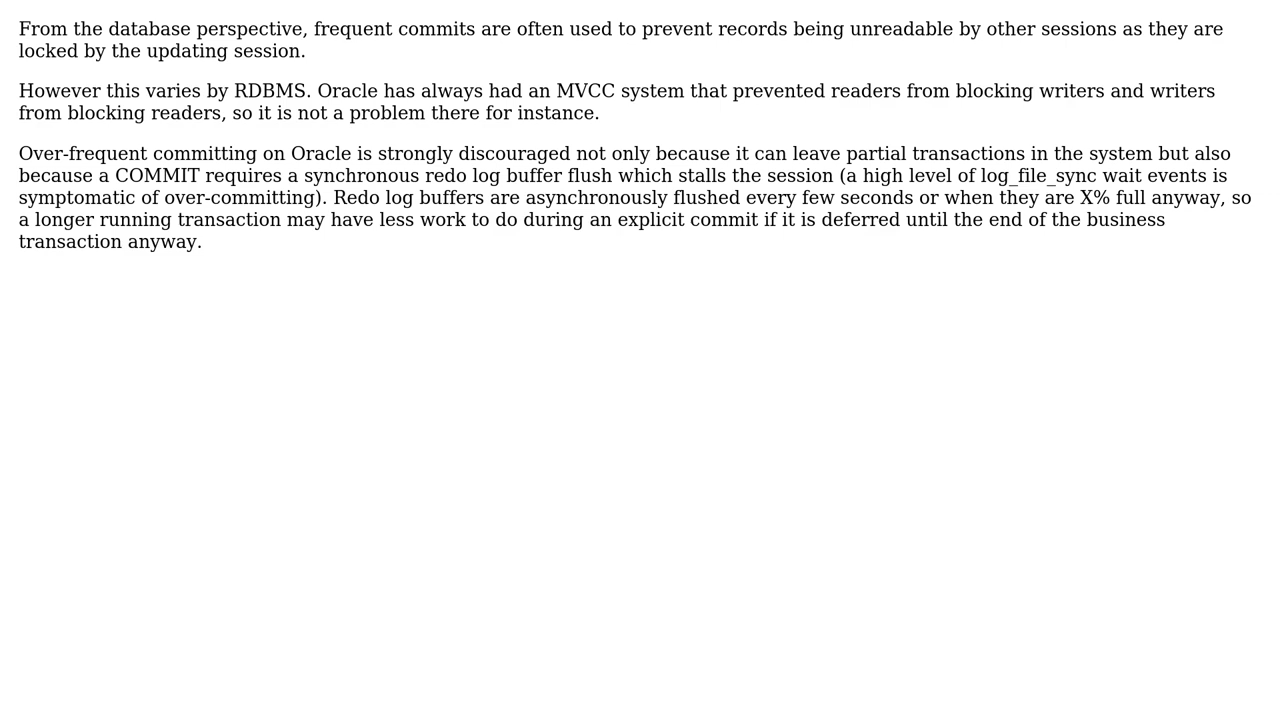 From the database perspective, frequent commits are often used to prevent records being unreadable by other sessions as they are
locked by the updating session.
However this varies by RDBMS. Oracle has always had an MVCC system that prevented readers from blocking writers and writers
from blocking readers, so it is not a problem there for instance.
Over-frequent committing on Oracle is strongly discouraged not only because it can leave partial transactions in the system but also
because a COMMIT requires a synchronous redo log buffer flush which stalls the session (a high level of log_file_sync wait events is
symptomatic of over-committing). Redo log buffers are asynchronously flushed every few seconds or when they are X% full anyway, so
a longer running transaction may have less work to do during an explicit commit if it is deferred until the end of the business
transaction anyway.